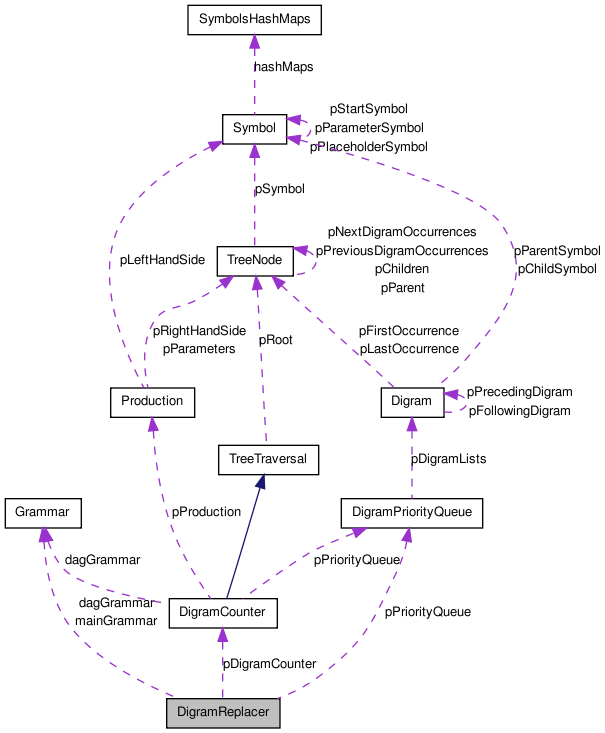 SymbolsHashMaps
hashMaps
pStartSymbol
Symbol
pParameterSymbol
pPlaceholderSymbol
pSymbol
pNextDigramOccurrences
pPreviousDigramOccurrences
pParentSymbol
pLeftHandSide
TreeNode
pChildren
pChildSymbol
pParent
pRightHandSide
pParameters
pRoot
pFirstOccurrence
pLastOccurrence
Production
Digram
pPrecedingDigram
pFollowingDigram
TreeTraversal
pDigramLists
Grammar
pProduction
DigramPriorityQueue
dagGrammar
pPriorityQueue
dagGrammar
mainGrammar
DigramCounter
pPriorityQueue
pDigramCounter
DigramReplacer